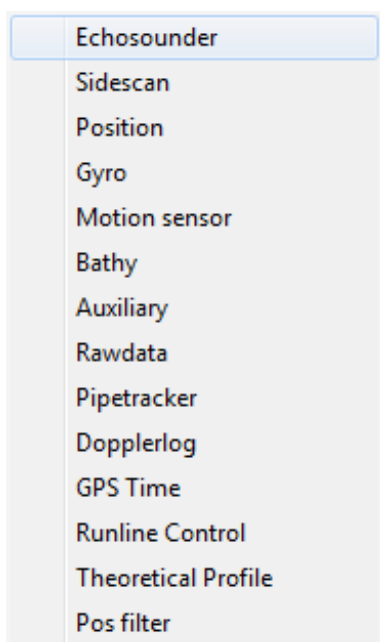 Echosounder
Sidescan
Position
Gyro
Motion sensor
Bathy
Auxiliary
Rawdata
Pipetracker
Dopplerlog
GPS Time
Runline Control
Theoretical Profile
Pos filter